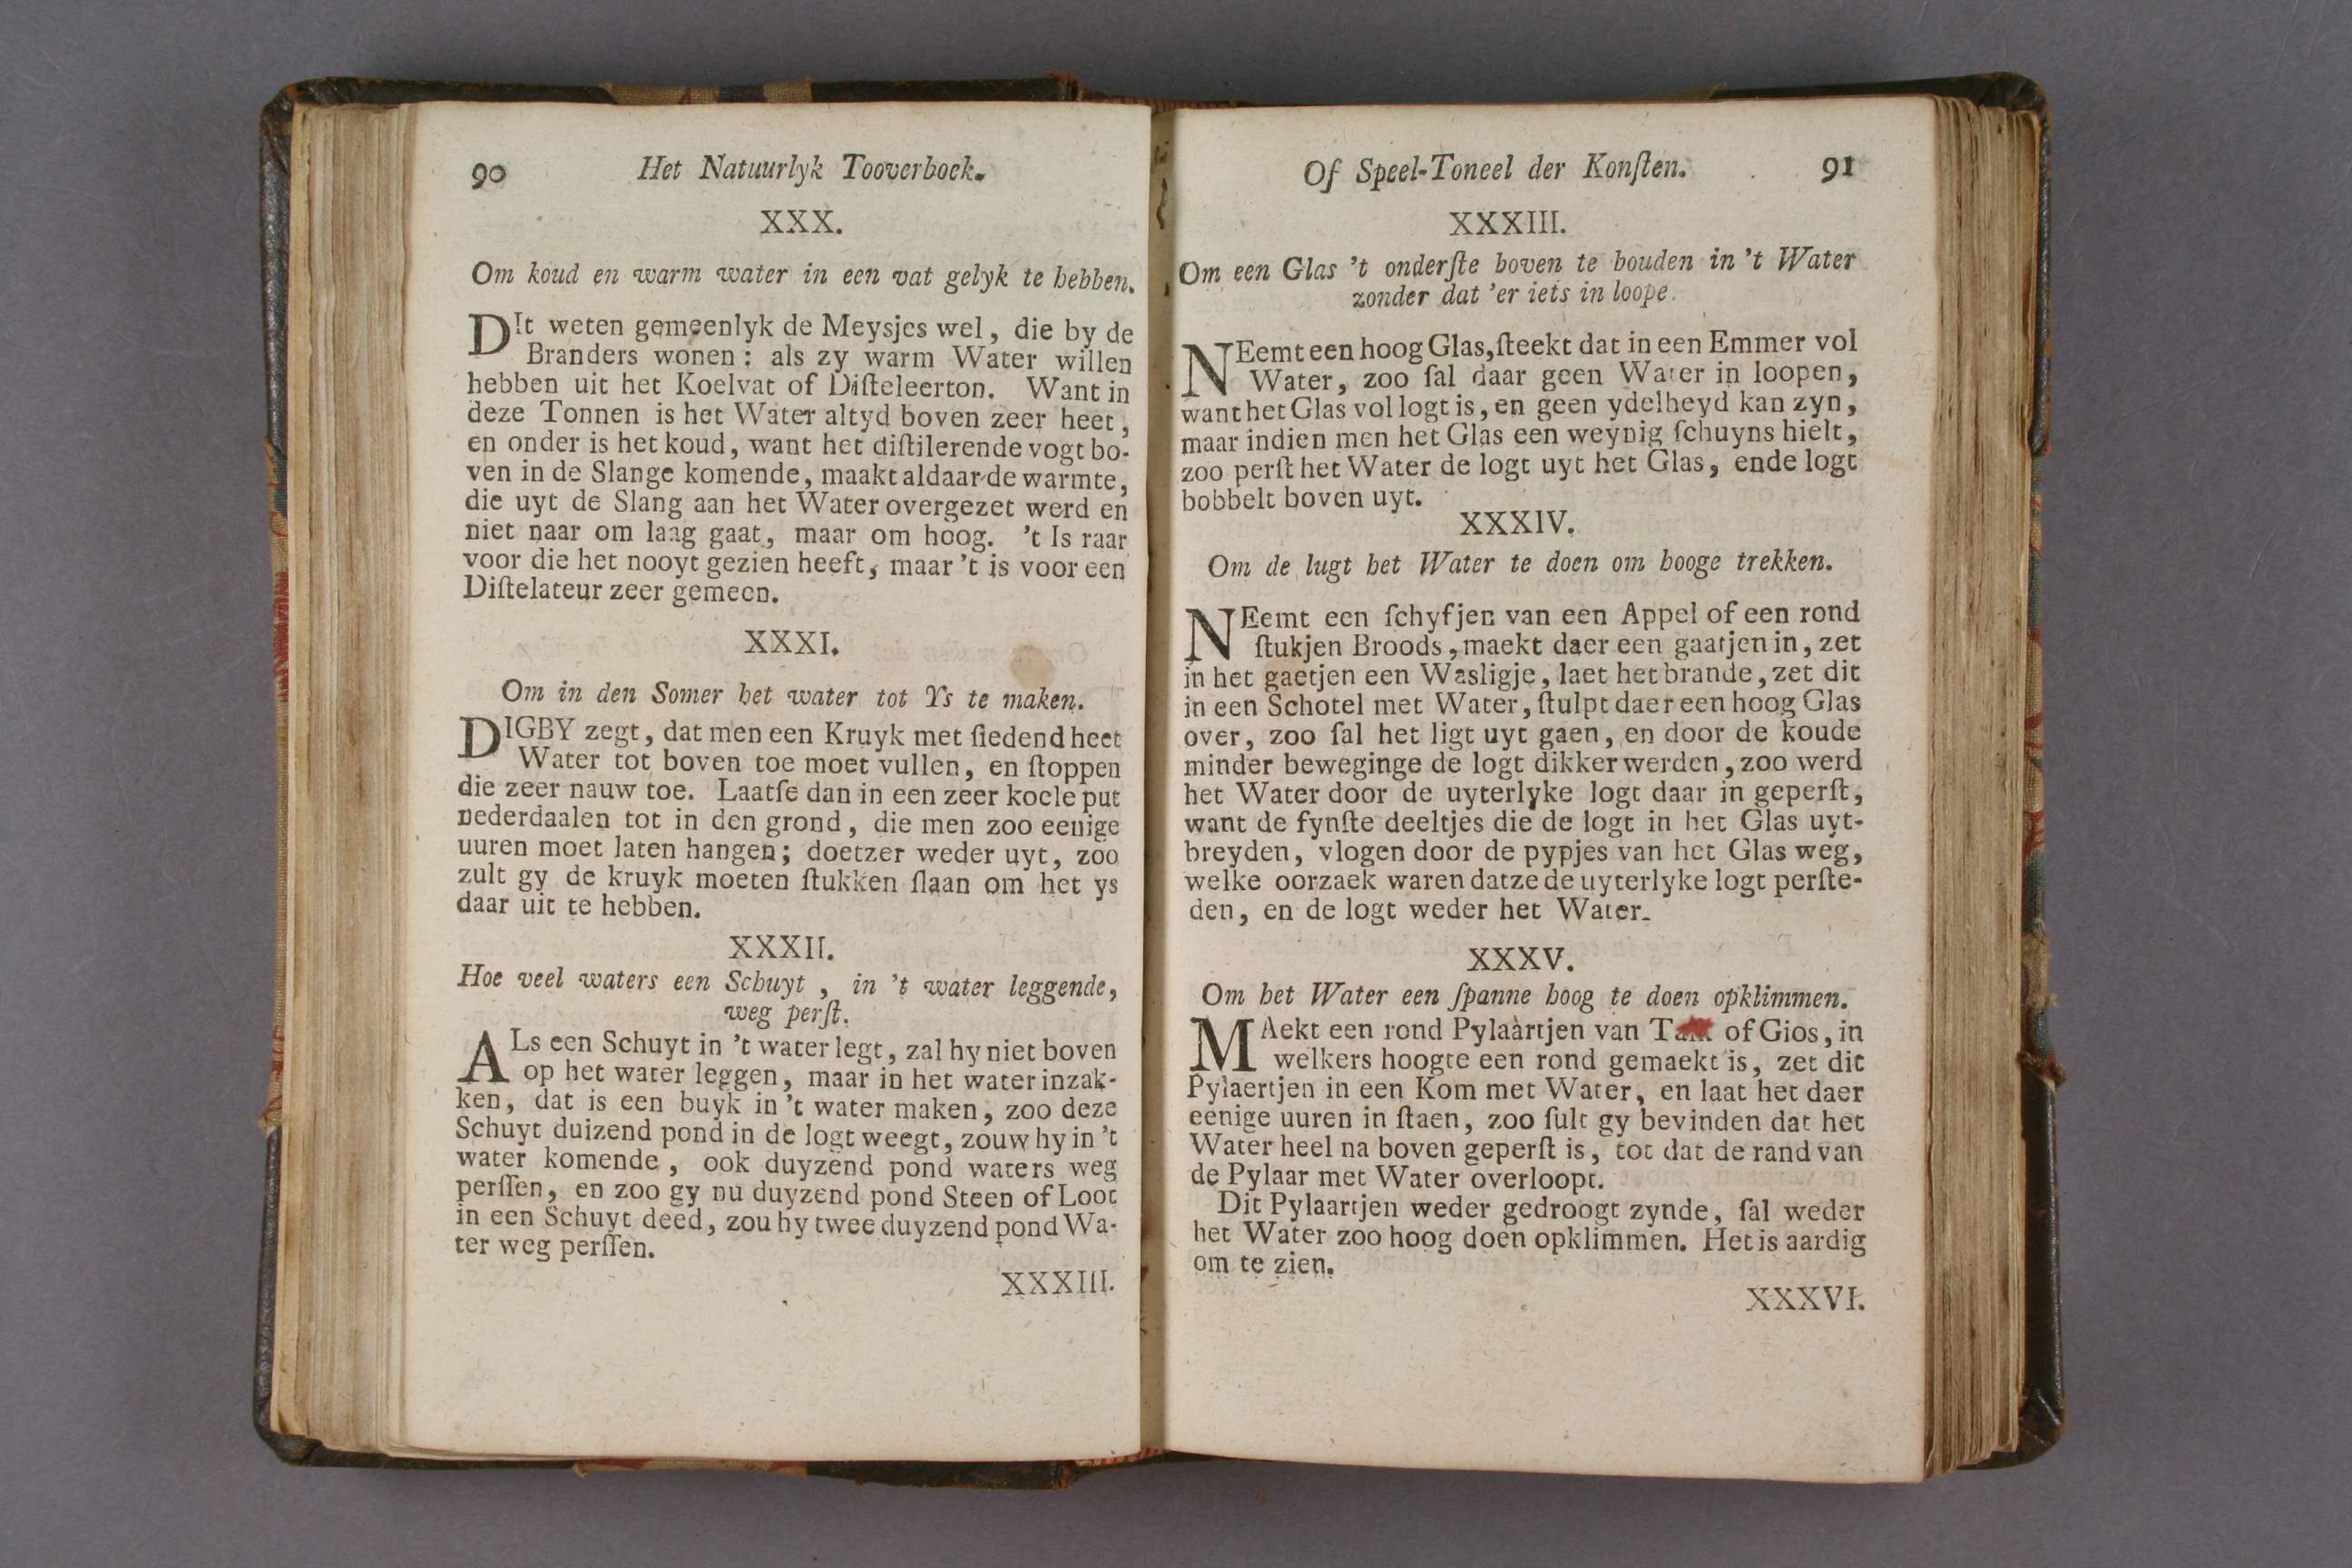 90 Het Natuurlyk Tooverboek.
XXX.
Om koud en warm water in een vat gelyk te hebben.
DIt weten gemeenlyk de Meysjes wel, die by de
Branders wonen: als zy warm Water willen
hebben uit het Koelvat of Diſteleerton. Want in
deze Tonnen is het Water altyd boven zeer heet,
en onder is het koud, want het diſtilerende vogt bo-
ven in de Slange komende, maakt aldaar de warmte,
die uyt de Slang aan het Water overgezet werd en
niet naar om laag gaat, maar om hoog. 't Is raar
voor die het nooyt gezien heeft, maar 't is voor een
Diſtelateur zeer gemeen.
XXXI.
Om in den Somer het water tot Ys te maken.
DIGBY zegt, dat men een Kruyk met ſiedend heet
Water tot boven toe moet vullen, en ſtoppen
die zeer nauw toe. Laatſe dan in een zeer koele put
nederdaalen tot in den grond, die men zoo eenige
uuren moet laten hangen; doetzer weder uyt, zoo
zult gy de kruyk moeten ſtukken ſlaan om het ys
daar uit te hebben.
XXXII.
Hoe veel waters een Schuyt, in 't water leggende,
weg perſt.
ALs een Schuyt in 't water legt, zal hy niet boven
op het water leggen, maar in het water inzak-
ken, dat is een buyk in 't water maken, zoo deze
Schuyt duizend pond in de logt weegt, zouw hy in 't
water komende, ook duyzend pond waters weg
perſſen, en zoo gy nu duyzend pond Steen of Loot
in een Schuyt deed, zou hy twee duyzend pond Wa-
ter weg perſſen.
XXXIII.
Of Speel-Toneel der Konſten. 91
XXXIII.
Om een Glas 't onderſte boven te houden in 't Water
zonder dat 'er iets in loope.
NEemt een hoog Glas, ſteekt dat in een Emmer vol
Water, zoo ſal daar geen Water in loopen,
want het Glas vol logt is, en geen ydelheyd kan zyn,
maar indien men het Glas een weynig ſchuyns hielt,
zoo perſt het Water de logt uyt het Glas, ende logt
bobbelt boven uyt.
XXXIV.
Om de lugt het Water te doen om hooge trekken.
NEemt een ſchyfjen van een Appel of een rond
ſtukjen Broods, maekt daer een gaatjen in, zet
in het gaetjen een Wasligje, laet het brande, zet dit
in een Schotel met Water, ſtulpt daer een hoog Glas
over, zoo ſal het ligt uyt gaen, en door de koude
minder beweginge de logt dikker werden, zoo werd
het Water door de uyterlyke logt daar in geperſt,
want de fynſte deeltjes die de logt in het Glas uyt-
breyden, vlogen door de pypjes van het Glas weg,
welke oorzaek waren datze de uyterlyke logt perſte-
den, en de logt weder het Water.
XXXV.
Om het Water een ſpanne hoog te doen opklimmen.
MAekt een rond Pylaartjen van of Gios, in
welkers hoogte een rond gemaekt is, zet dit
Pylaertjen in een Kom met Water, en laat het daer
eenige uuren in ſtaen, zoo ſult gy bevinden dat het
Water heel na boven geperſt is, tot dat de rand van
de Pylaar met Water overloopt.
Dit Pylaartjen weder gedroogt zynde, ſal weder
het Water zoo hoog doen opklimmen. Het is aardig
om te zien.
XXXVI.